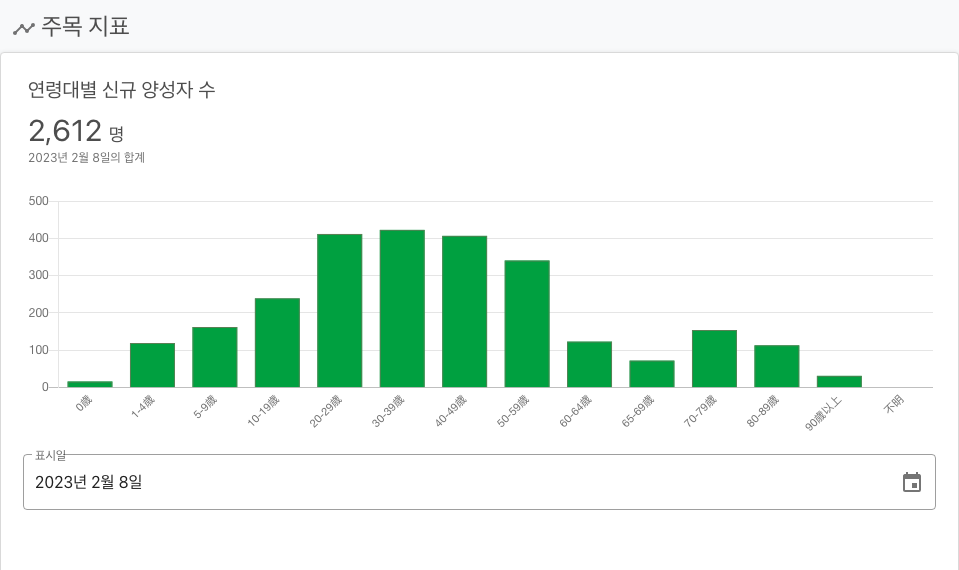 주목 지표
연령대별 신규 양성자 수
2,612 명
2023년 2월 8일의 합계
500
400
300
200
100
0
0歳
1-4歳
5-9歳
10-19歳
20-29歳
30-39歳
40-49歳
50-59歳
60-64歳
65-69歳
70-79歳
80-89歳
90歳以上
不明
표시일
2023년 2월 8일